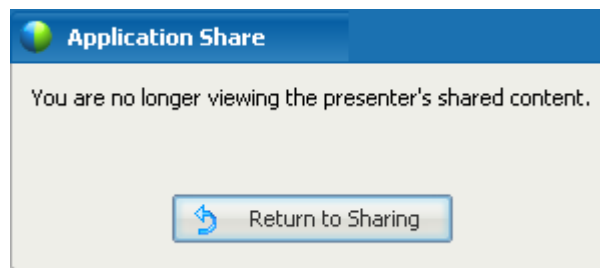 Application Share
You are no longer viewing the presenter's shared content.
Return to Sharing